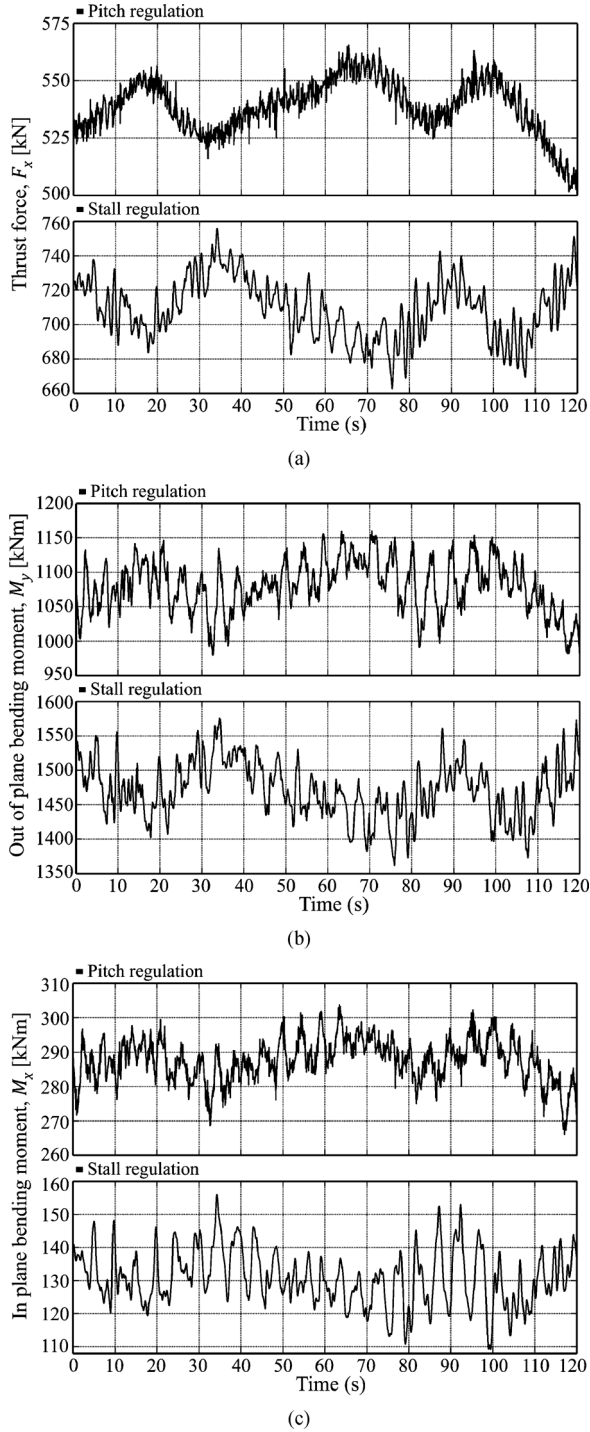 ■ Pitch regulation
575
550
525
500
■ Stall regulation
760
740
720
700
680
660
Thrust force, Fx [kN]
0 10 20 30 40 50 60 70 80 90 100 110 120
Time (s)
(a)
■ Pitch regulation
1200
1150
1100
1050
1000
950
■ Stall regulation
1600
1550
1500
1450
1400
1350
Out of plane bending moment, My [kNm]
0 10 20 30 40 50 60 70 80 90 100 110 120
Time (s)
(b)
■ Pitch regulation
310
300
290
280
270
260
■ Stall regulation
160
150
140
130
120
110
In plane bending moment, Mx [kNm]
0 10 20 30 40 50 60 70 80 90 100 110 120
Time (s)
(c)